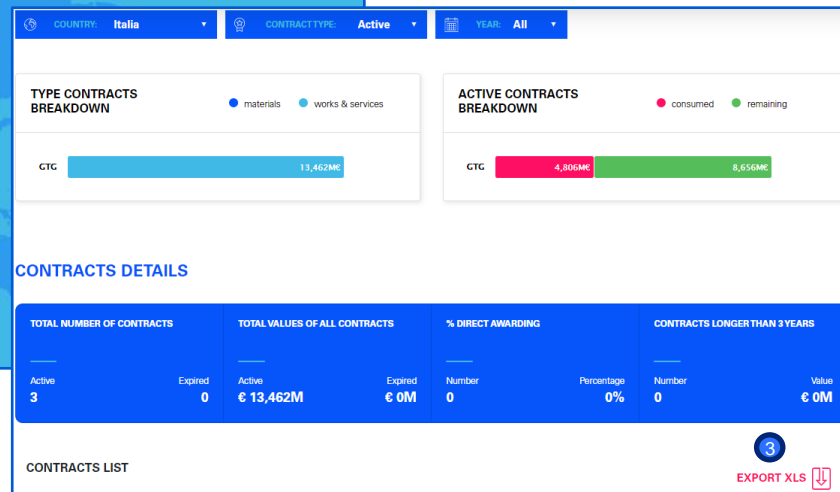 COUNTRY: Italia ▼ CONTRACT TYPE: Active ▼ YEAR: All ▼
TYPE CONTRACTS
BREAKDOWN
materials works & services
GTG 13,462M€
ACTIVE CONTRACTS
BREAKDOWN
consumed remaining
GTG 4,806M€ 8,656M€
CONTRACTS DETAILS
TOTAL NUMBER OF CONTRACTS
Active Expired
3 0
TOTAL VALUES OF ALL CONTRACTS
Active Expired
€ 13,462M € 0M
% DIRECT AWARDING
Number Percentage
0 0%
CONTRACTS LONGER THAN 3 YEARS
Number Value
0 € 0M
CONTRACTS LIST
3
EXPORT XLS